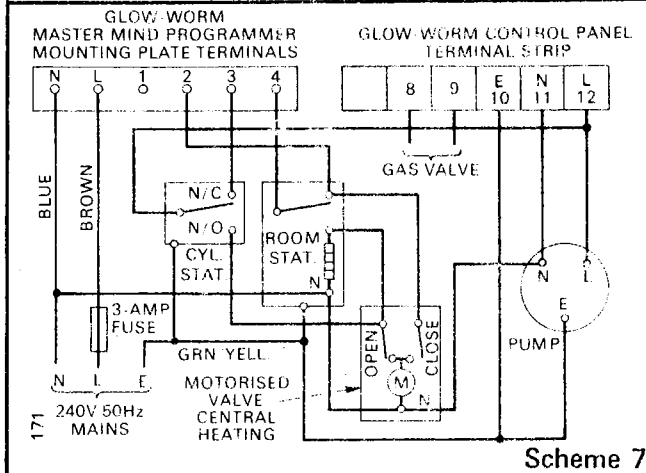 GLOW-WORM
MASTER MIND PROGRAMMER
MOUNTING PLATE TERMINALS
N L 1 2 3 4
GLOW-WORM CONTROL PANEL
TERMINAL STRIP
8 9 E 10 N 11 L 12
GAS VALVE
BLUE
BROWN
N/C
N/O
CYL.
STAT.
ROOM
STAT.
N
3-AMP
FUSE
GRN YELL.
N L E
240V 50Hz
MAINS
171
MOTORISED
VALVE
CENTRAL
HEATING
OPEN
CLOSE
M
N
N L
E
PUMP
Scheme 7